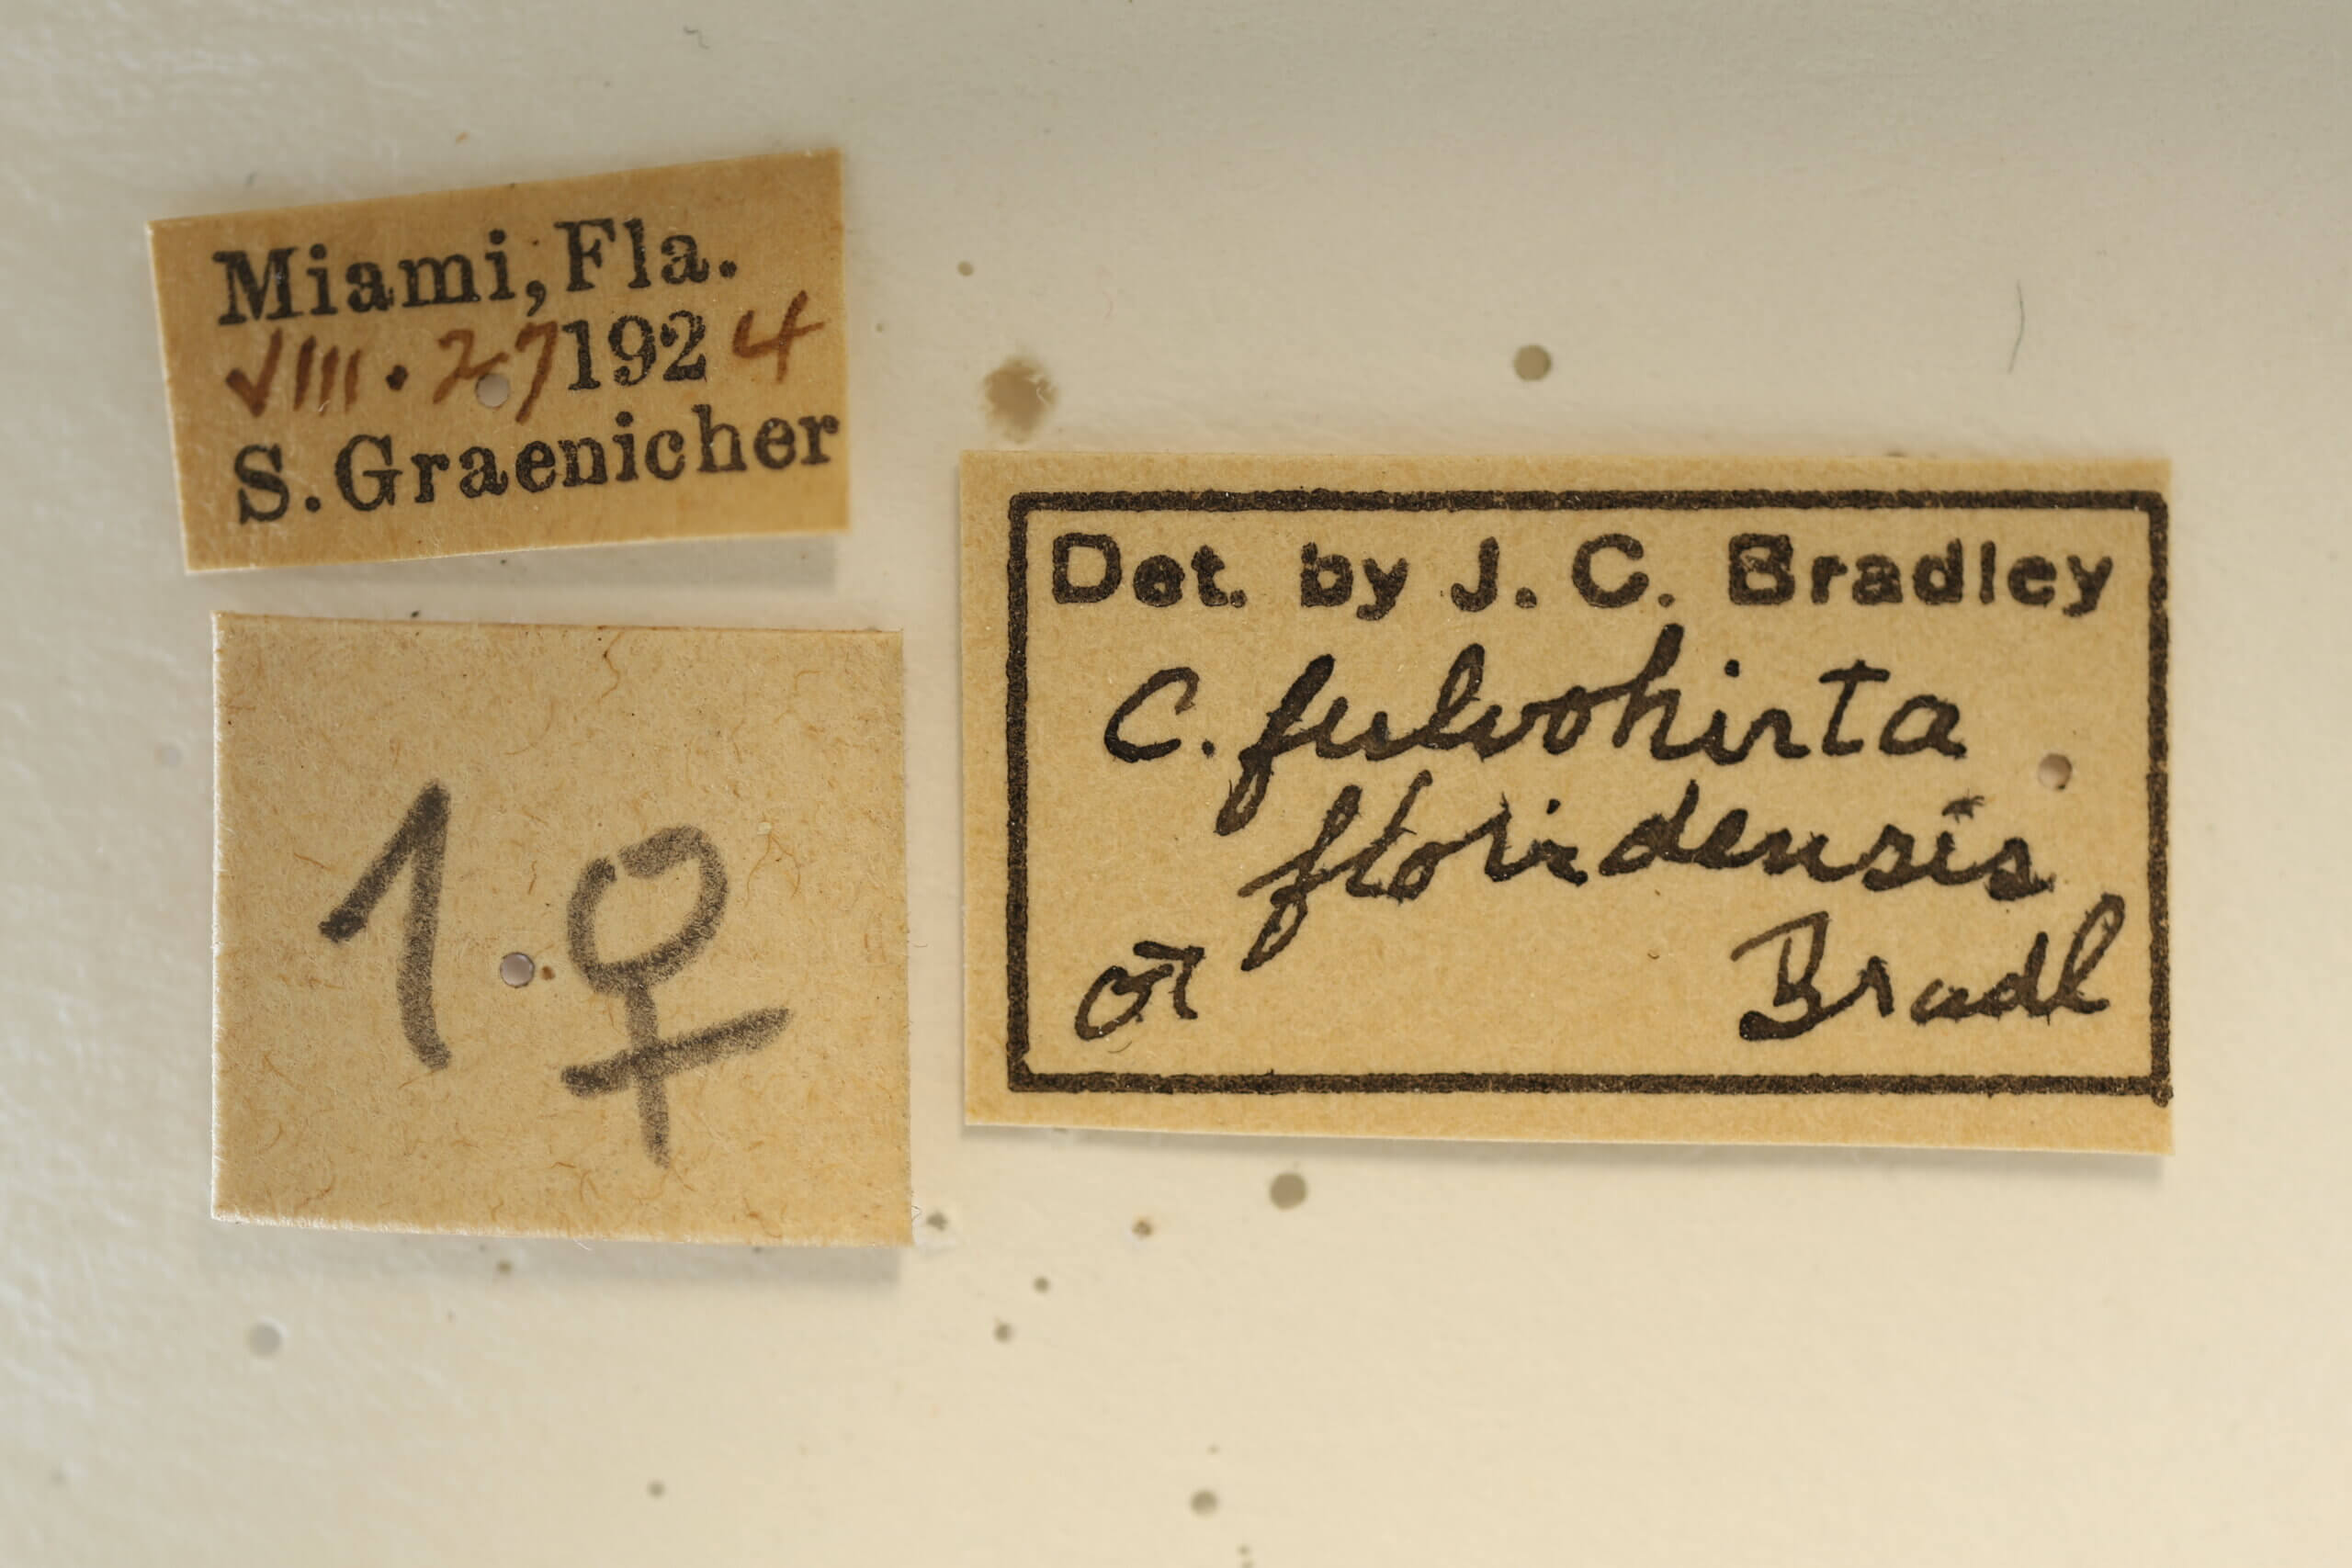 Miami, Fla.
VIII. 27 1924
S. Graenicher
1 ♀
Det. by J. C. Bradley
C. fulvohirta
floridensis
♂ Bradl